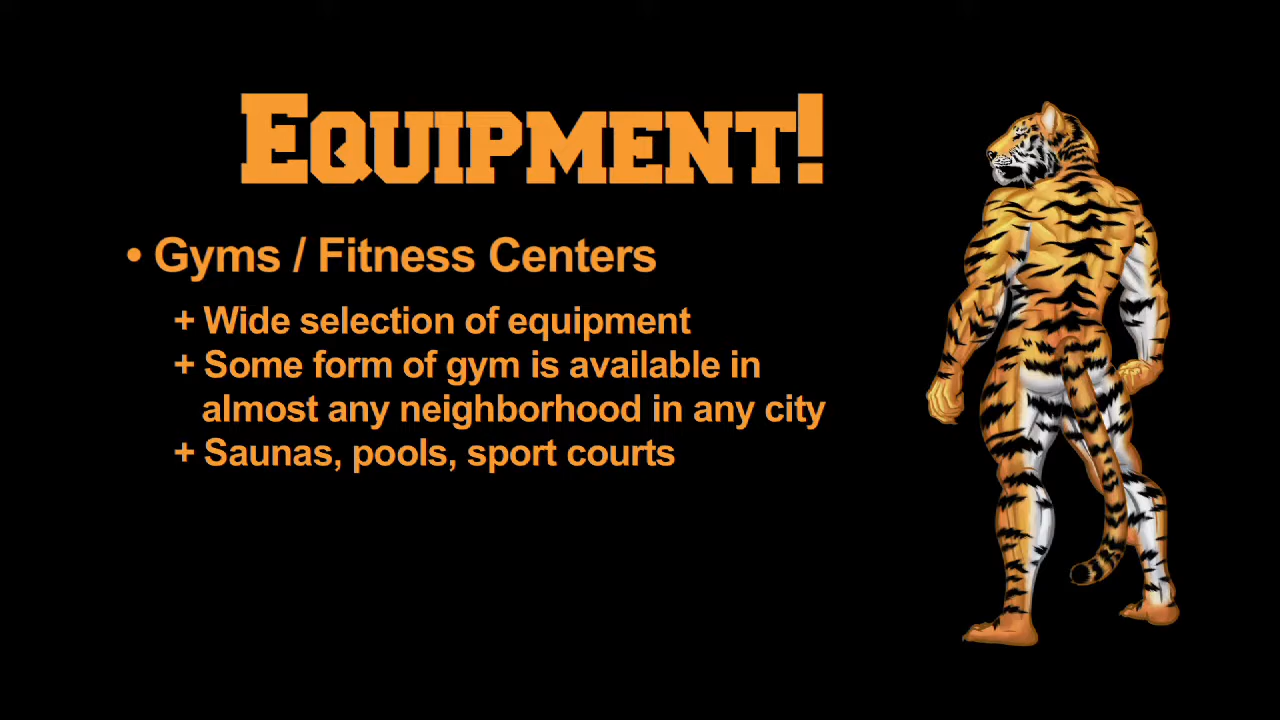 EQUIPMENT!
• Gyms / Fitness Centers
+ Wide selection of equipment
+ Some form of gym is available in
almost any neighborhood in any city
+ Saunas, pools, sport courts